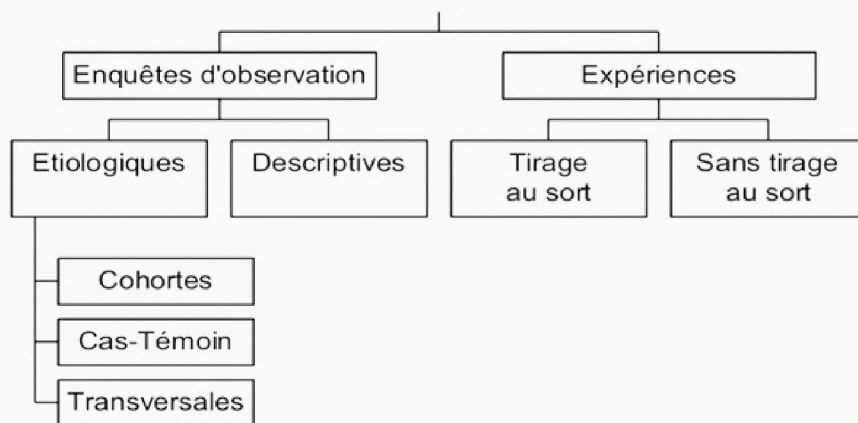 Enquêtes d'observation
Expériences
Etiologiques
Descriptives
Tirage
au sort
Sans tirage
au sort
Cohortes
Cas-Témoin
Transversales